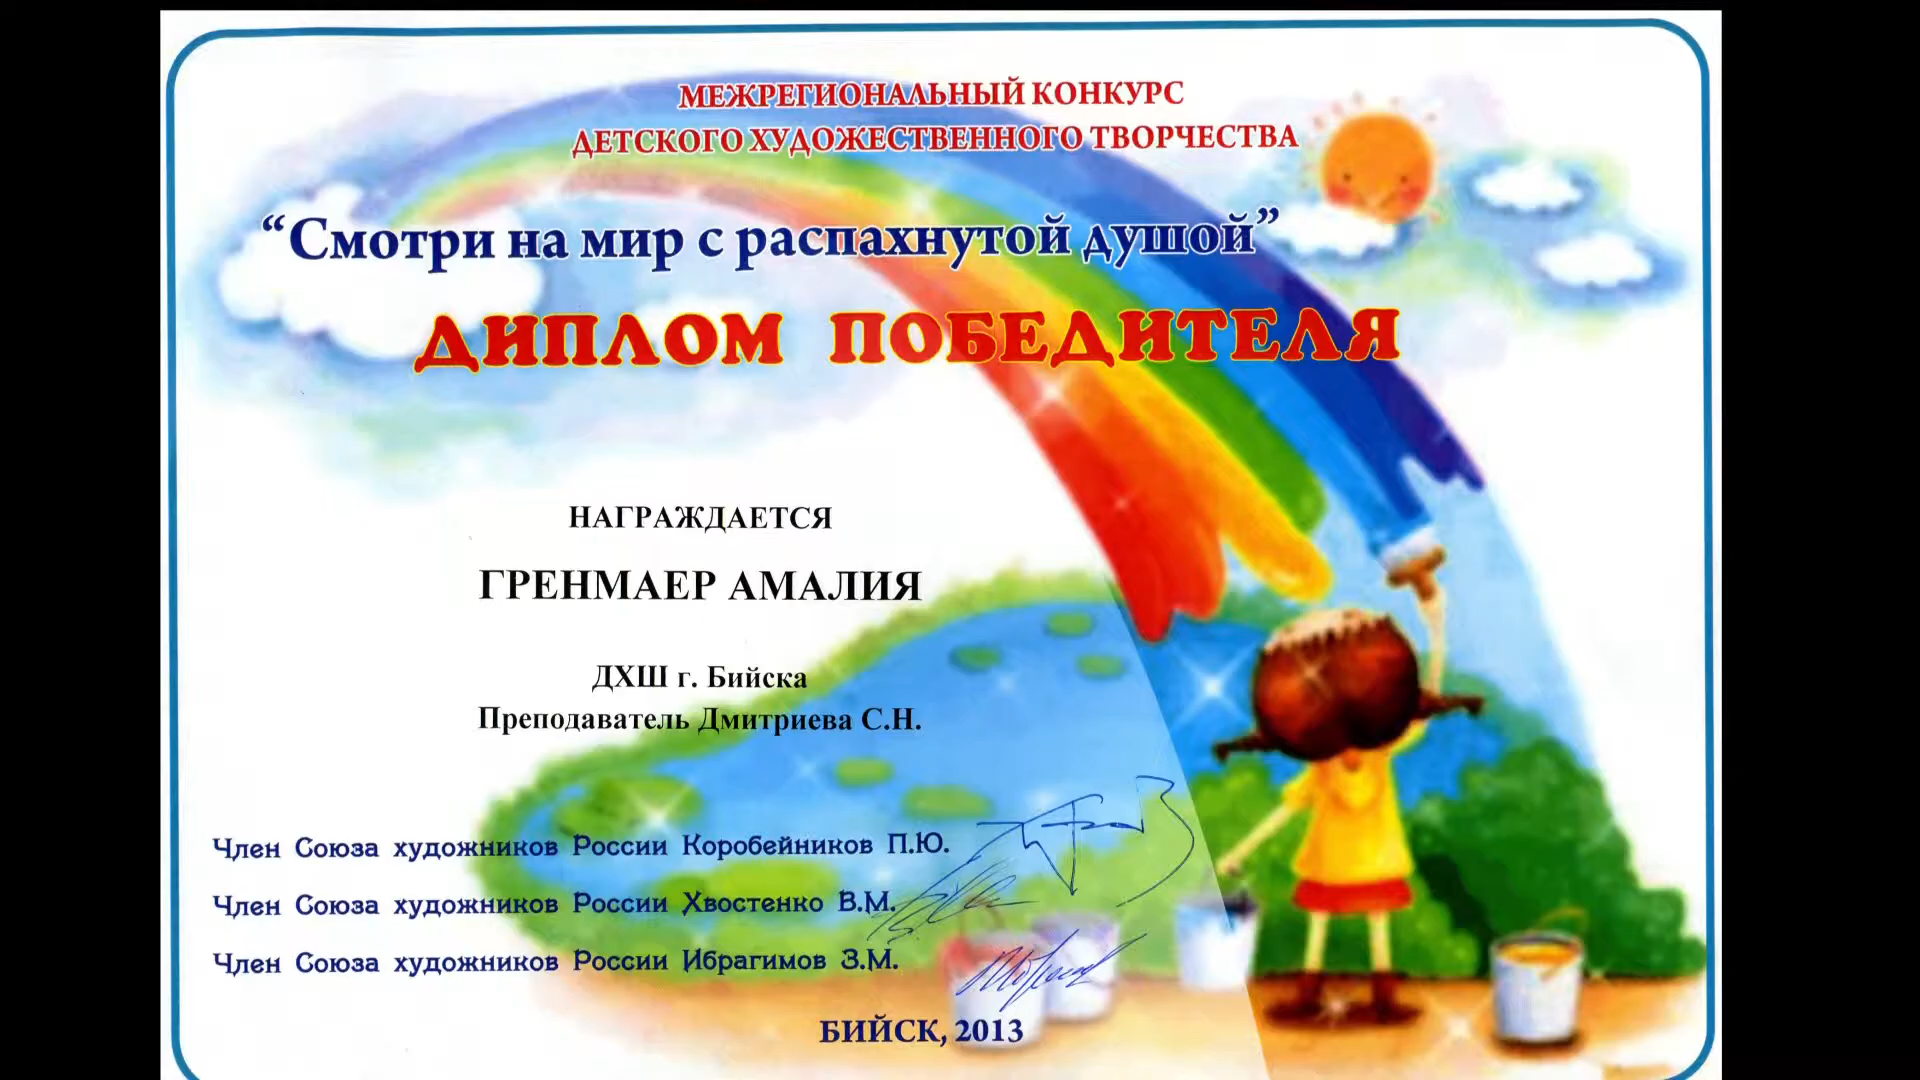 МЕЖРЕГИОНАЛЬНЫЙ КОНКУРС
ДЕТСКОГО ХУДОЖЕСТВЕННОГО ТВОРЧЕСТВА
“Смотри на мир с распахнутой душой”
ДИПЛОМ ПОБЕДИТЕЛЯ
НАГРАЖДАЕТСЯ
ГРЕНМАЕР АМАЛИЯ
ДХШ г. Бийска
Преподаватель Дмитриева С.Н.
Член Союза художников России Коробейников П.Ю.
Член Союза художников России Хвостенко В.М.
Член Союза художников России Ибрагимов З.М.
БИЙСК, 2013